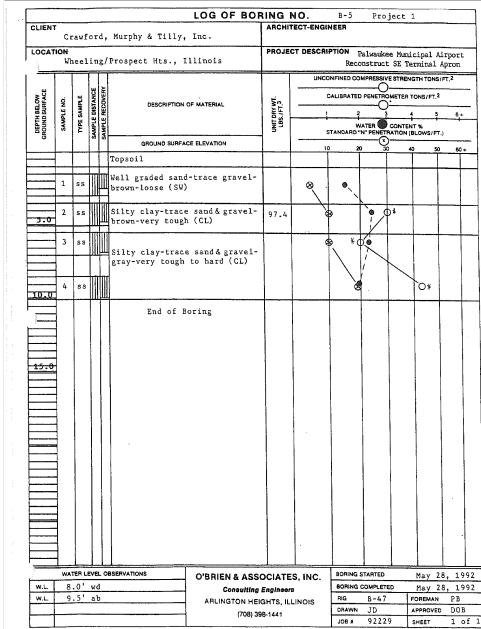 LOG OF BORING NO. B-5 Project 1
CLIENT
Crawford, Murphy & Tilly, Inc.
ARCHITECT-ENGINEER
LOCATION
Wheeling/Prospect Hts., Illinois
PROJECT DESCRIPTION Palwaukee Municipal Airport
Reconstruct SE Terminal Apron
DEPTH BELOW GROUND SURFACE
SAMPLE NO.
TYPE SAMPLE
SAMPLE DISTANCE
SAMPLE RECOVERY
DESCRIPTION OF MATERIAL
GROUND SURFACE ELEVATION
UNIT DRY WT. LBS./FT.3
UNCONFINED COMPRESSIVE STRENGTH TONS/FT.2
CALIBRATED PENETROMETER TONS/FT.2
1 2 3 4 5 6+
WATER CONTENT %
STANDARD "N" PENETRATION (BLOWS/FT.)
10 20 30 40 50 60+
Topsoil
1 ss Well graded sand-trace gravel-
brown-loose (SW)
2 ss Silty clay-trace sand & gravel-
brown-very tough (CL)
97.4
5.0
3 ss
Silty clay-trace sand & gravel-
gray-very tough to hard (CL)
4 ss
10.0
End of Boring
15.0
WATER LEVEL OBSERVATIONS
W.L. 8.0' wd
W.L. 9.5' ab
O'BRIEN & ASSOCIATES, INC.
Consulting Engineers
ARLINGTON HEIGHTS, ILLINOIS
(708) 398-1441
BORING STARTED May 28, 1992
BORING COMPLETED May 28, 1992
RIG B-47 FOREMAN PB
DRAWN JD APPROVED DOB
JOB # 92229 SHEET 1 of 1